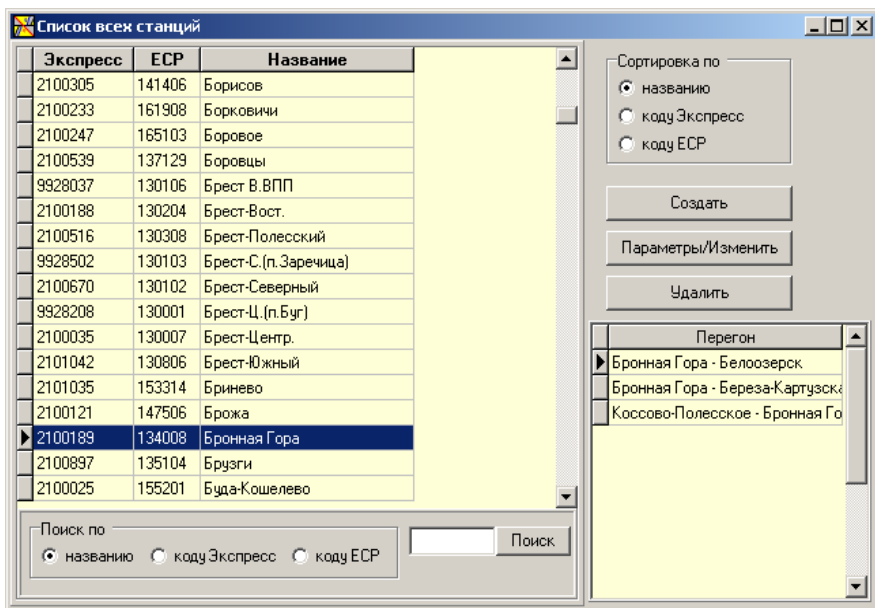 Список всех станций
Экспресс ЕСР Название
2100305 141406 Борисов
2100233 161908 Борковичи
2100247 165103 Боровое
2100539 137129 Боровцы
9928037 130106 Брест В.ВПП
2100188 130204 Брест-Вост.
2100516 130308 Брест-Полесский
9928502 130103 Брест-С.(п.Заречица)
2100670 130102 Брест-Северный
9928208 130001 Брест-Ц.(п.Буг)
2100035 130007 Брест-Центр.
2101042 130806 Брест-Южный
2101035 153314 Бринево
2100121 147506 Брожа
2100189 134008 Бронная Гора
2100897 135104 Брузги
2100025 155201 Буда-Кошелево
Поиск по
названию коду Экспресс коду ЕСР
Поиск
Сортировка по
названию
коду Экспресс
коду ЕСР
Создать
Параметры/Изменить
Удалить
Перегон
Бронная Гора - Белоозерск
Бронная Гора - Береза-Картузска
Коссово-Полесское - Бронная Го